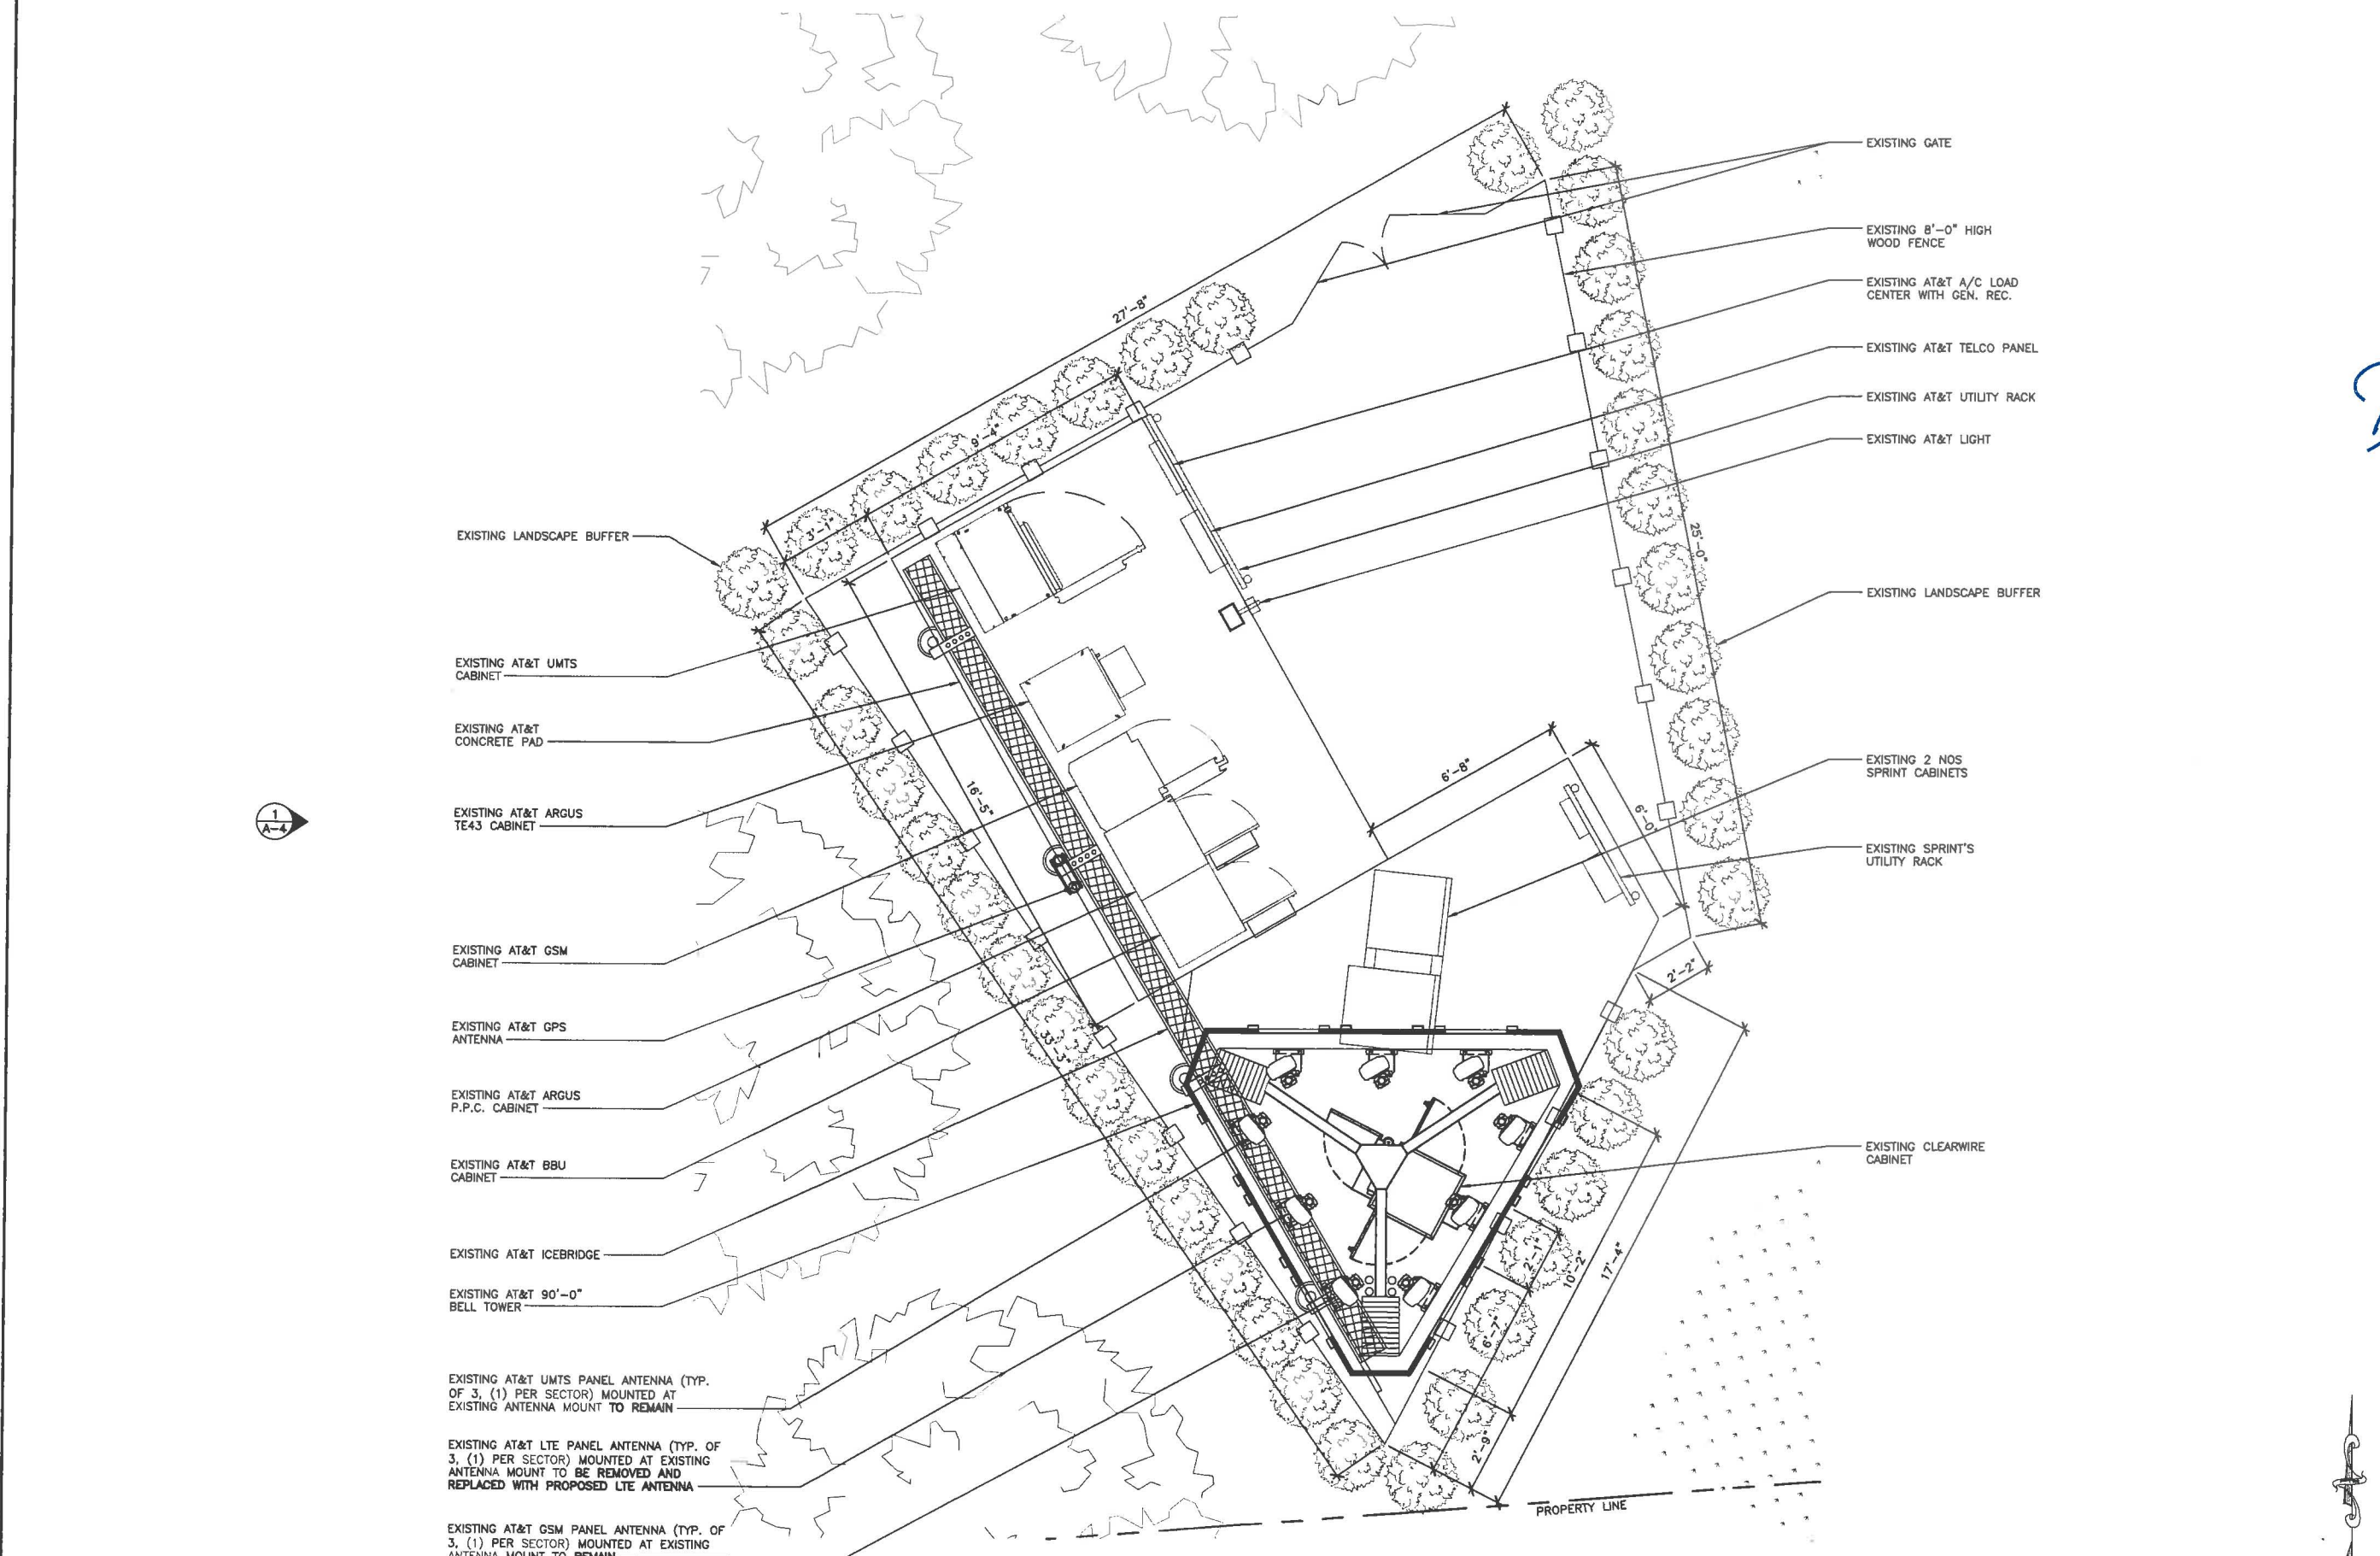 EXISTING GATE
EXISTING 8'-0" HIGH
WOOD FENCE
EXISTING AT&T A/C LOAD
CENTER WITH GEN. REC.
EXISTING AT&T TELCO PANEL
EXISTING AT&T UTILITY RACK
EXISTING AT&T LIGHT
EXISTING LANDSCAPE BUFFER
EXISTING 2 NOS
SPRINT CABINETS
EXISTING SPRINT'S
UTILITY RACK
EXISTING CLEARWIRE
CABINET
EXISTING LANDSCAPE BUFFER
EXISTING AT&T UMTS
CABINET
EXISTING AT&T
CONCRETE PAD
EXISTING AT&T ARGUS
TE43 CABINET
1
A-4
EXISTING AT&T GSM
CABINET
EXISTING AT&T GPS
ANTENNA
EXISTING AT&T ARGUS
P.P.C. CABINET
EXISTING AT&T BBU
CABINET
EXISTING AT&T ICEBRIDGE
EXISTING AT&T 90'-0"
BELL TOWER
EXISTING AT&T UMTS PANEL ANTENNA (TYP.
OF 3, (1) PER SECTOR) MOUNTED AT
EXISTING ANTENNA MOUNT TO REMAIN
EXISTING AT&T LTE PANEL ANTENNA (TYP. OF
3, (1) PER SECTOR) MOUNTED AT EXISTING
ANTENNA MOUNT TO BE REMOVED AND
REPLACED WITH PROPOSED LTE ANTENNA
EXISTING AT&T GSM PANEL ANTENNA (TYP. OF
3, (1) PER SECTOR) MOUNTED AT EXISTING
ANTENNA MOUNT TO REMAIN
27'-8"
9'-4"
3'-1"
16'-5"
33'-3"
25'-0"
6'-8"
6'-0"
2'-2"
2'-1"
10'-2"
17'-4"
6'-7"
2'-9"
PROPERTY LINE